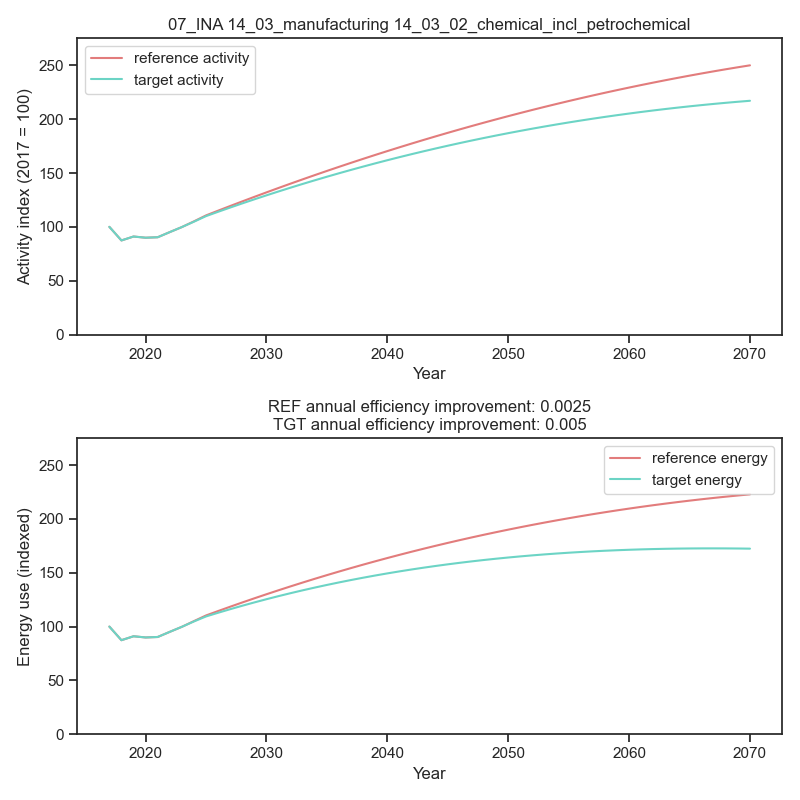 07_INA 14_03_manufacturing 14_03_02_chemical_incl_petrochemical
reference activity
target activity
Activity index (2017 = 100)
250
200
150
100
50
0
2020 2030 2040 2050 2060 2070
Year
REF annual efficiency improvement: 0.0025
TGT annual efficiency improvement: 0.005
reference energy
target energy
Energy use (indexed)
250
200
150
100
50
0
2020 2030 2040 2050 2060 2070
Year